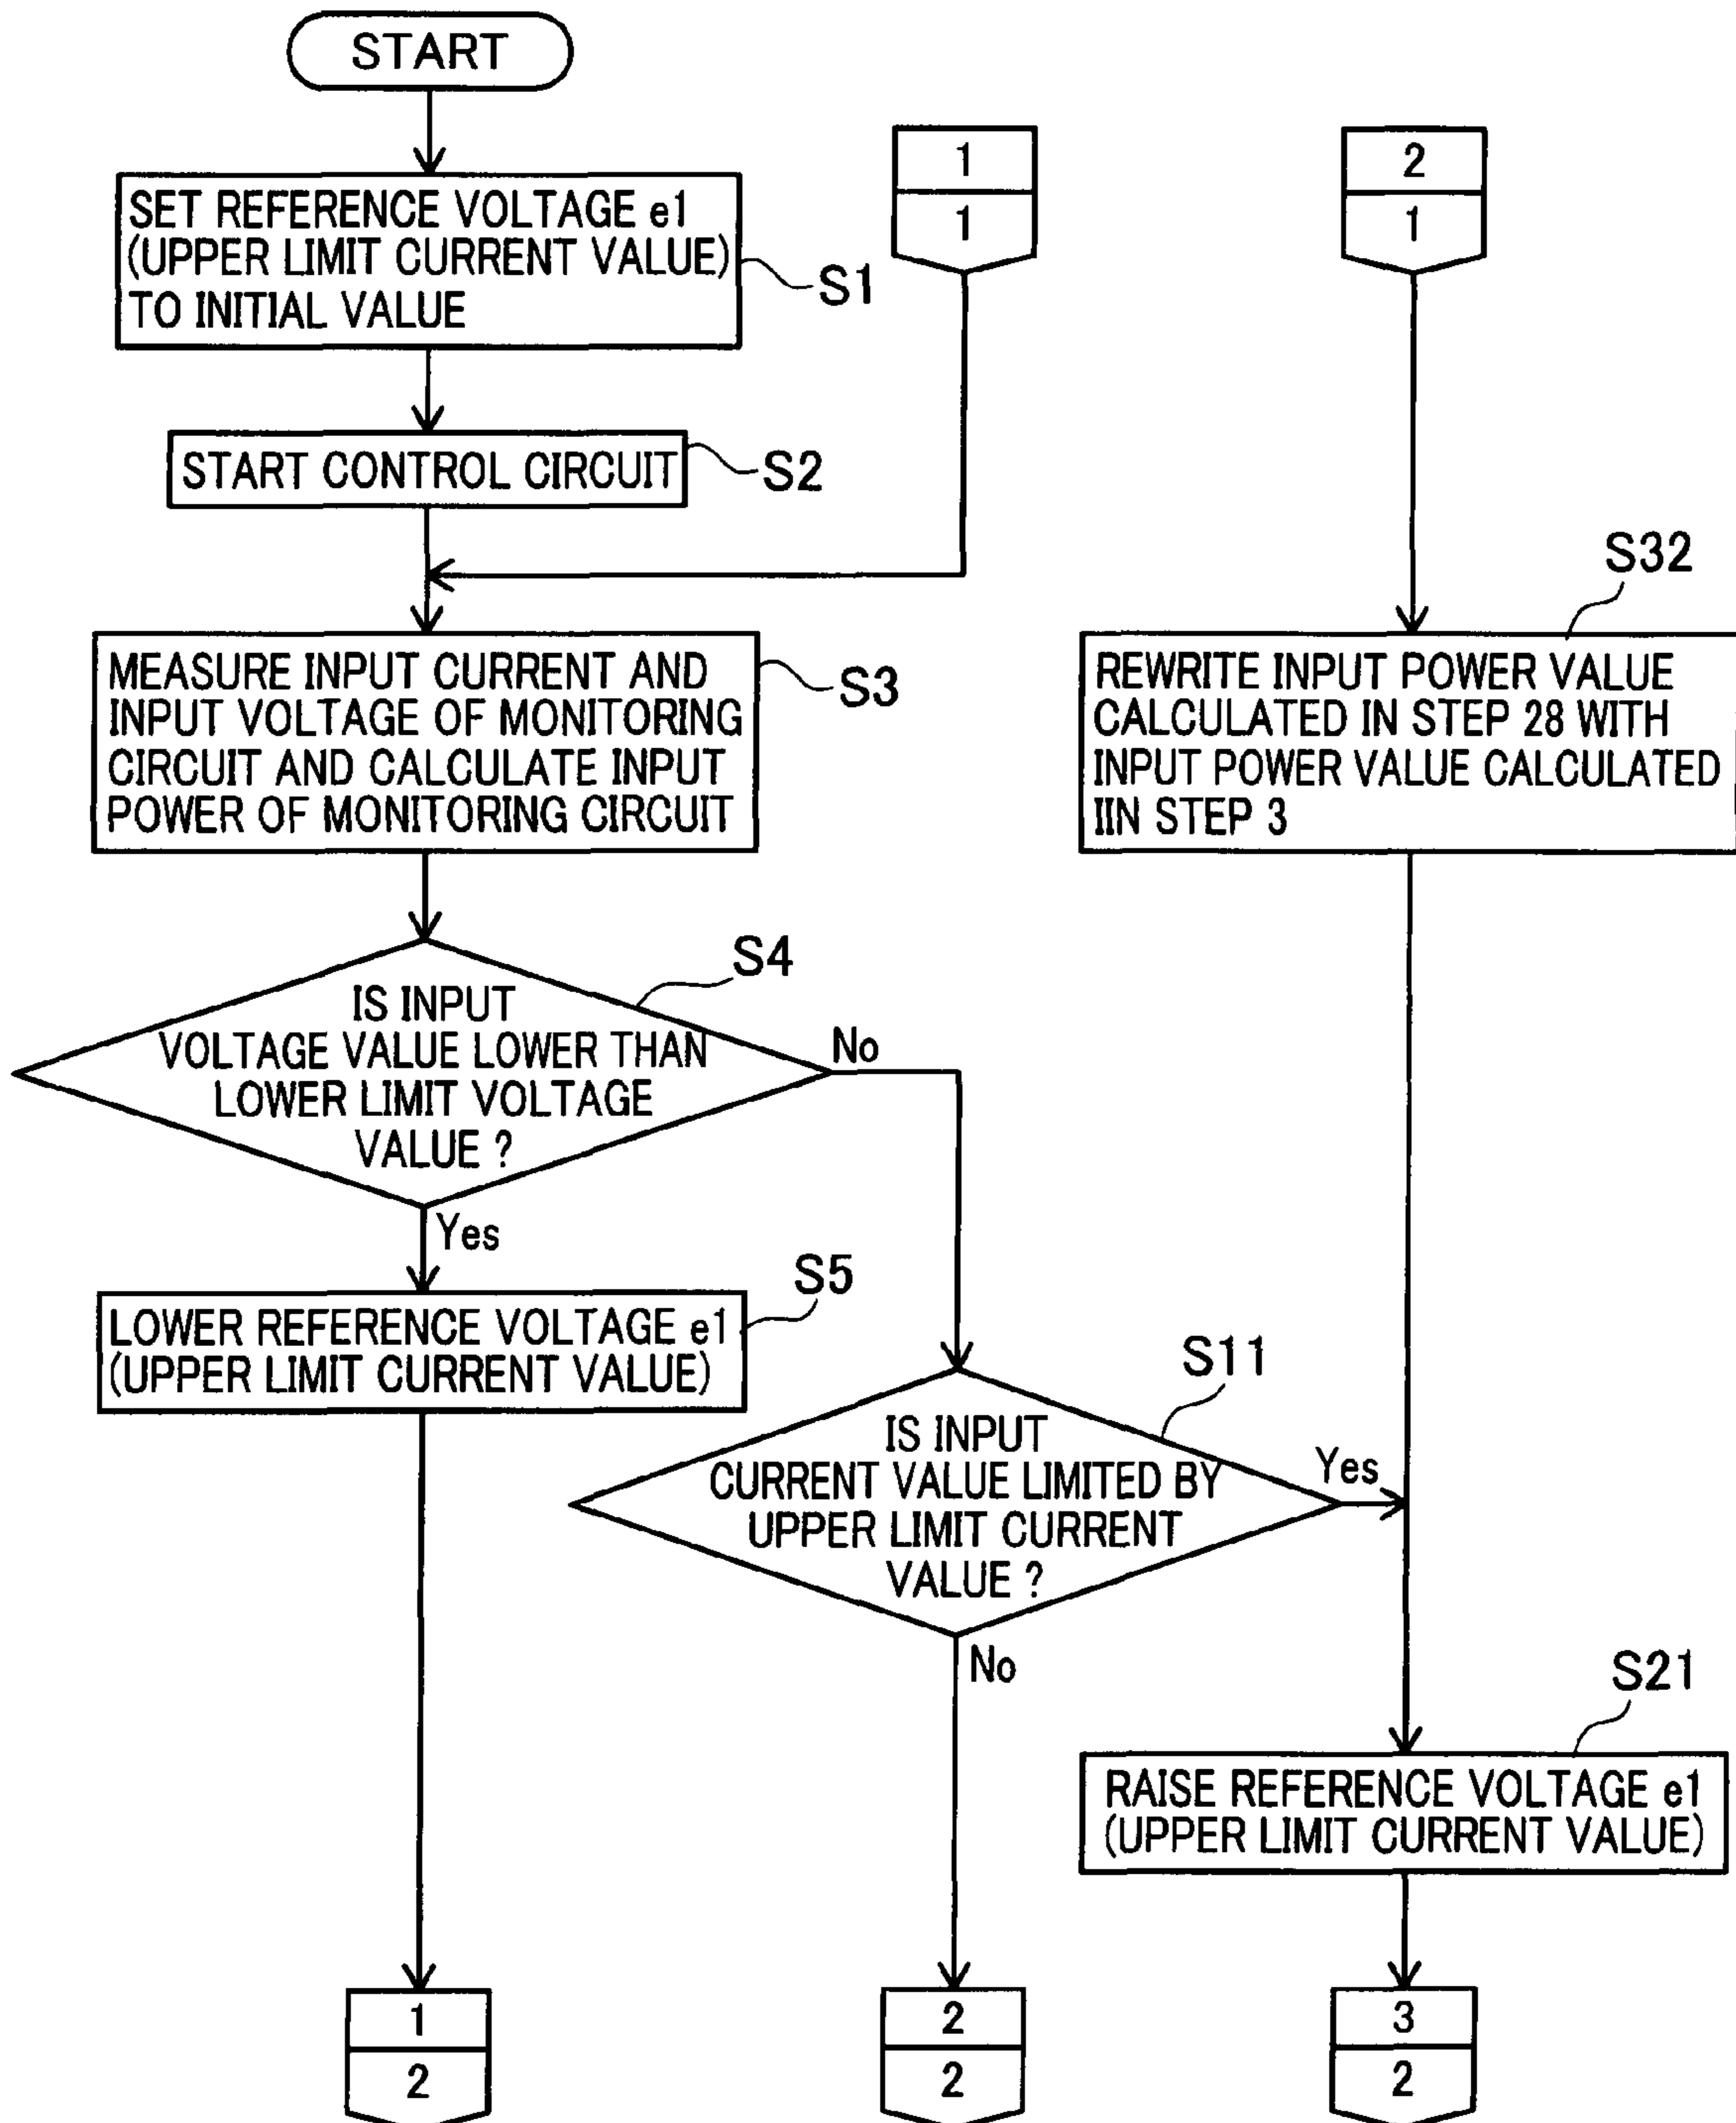 START
SET REFERENCE VOLTAGE e1
(UPPER LIMIT CURRENT VALUE)
TO INITIAL VALUE
S1
START CONTROL CIRCUIT
S2
1
1
2
1
MEASURE INPUT CURRENT AND
INPUT VOLTAGE OF MONITORING
CIRCUIT AND CALCULATE INPUT
POWER OF MONITORING CIRCUIT
S3
S32
REWRITE INPUT POWER VALUE
CALCULATED IN STEP 28 WITH
INPUT POWER VALUE CALCULATED
IIN STEP 3
S4
IS INPUT
VOLTAGE VALUE LOWER THAN
LOWER LIMIT VOLTAGE
VALUE ?
No
Yes
S5
LOWER REFERENCE VOLTAGE e1
(UPPER LIMIT CURRENT VALUE)
S11
IS INPUT
CURRENT VALUE LIMITED BY
UPPER LIMIT CURRENT
VALUE ?
Yes
No
S21
RAISE REFERENCE VOLTAGE e1
(UPPER LIMIT CURRENT VALUE)
1
2
2
2
3
2